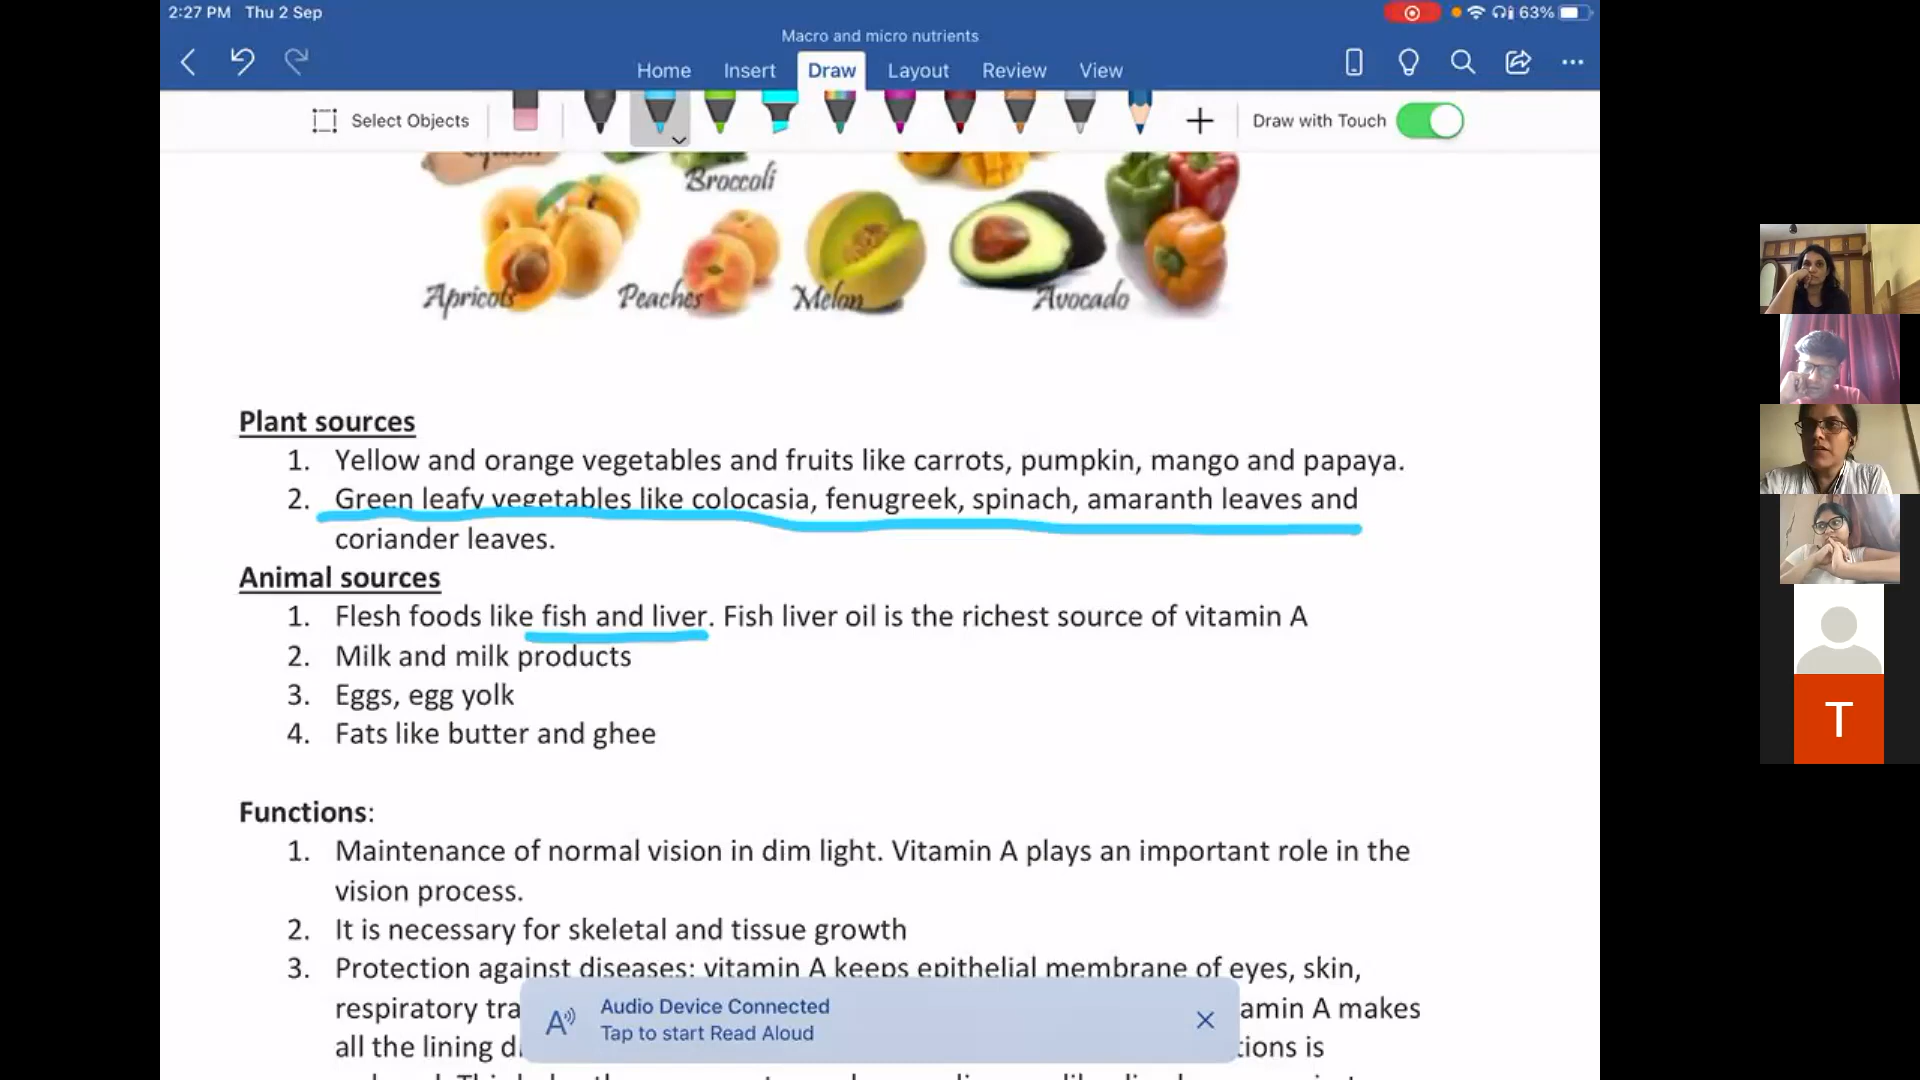 2:27 PM Thu 2 Sep
63%
Macro and micro nutrients
Home Insert Draw Layout Review View
Select Objects
Draw with Touch
Broccoli
Apricots Peaches Melon Avocado
Plant sources
1. Yellow and orange vegetables and fruits like carrots, pumpkin, mango and papaya.
2. Green leafy vegetables like colocasia, fenugreek, spinach, amaranth leaves and
coriander leaves.
Animal sources
1. Flesh foods like fish and liver. Fish liver oil is the richest source of vitamin A
2. Milk and milk products
3. Eggs, egg yolk
4. Fats like butter and ghee
Functions:
1. Maintenance of normal vision in dim light. Vitamin A plays an important role in the
vision process.
2. It is necessary for skeletal and tissue growth
3. Protection against diseases: vitamin A keeps epithelial membrane of eyes, skin,
respiratory tra amin A makes
all the lining d tions is
Audio Device Connected
Tap to start Read Aloud
T